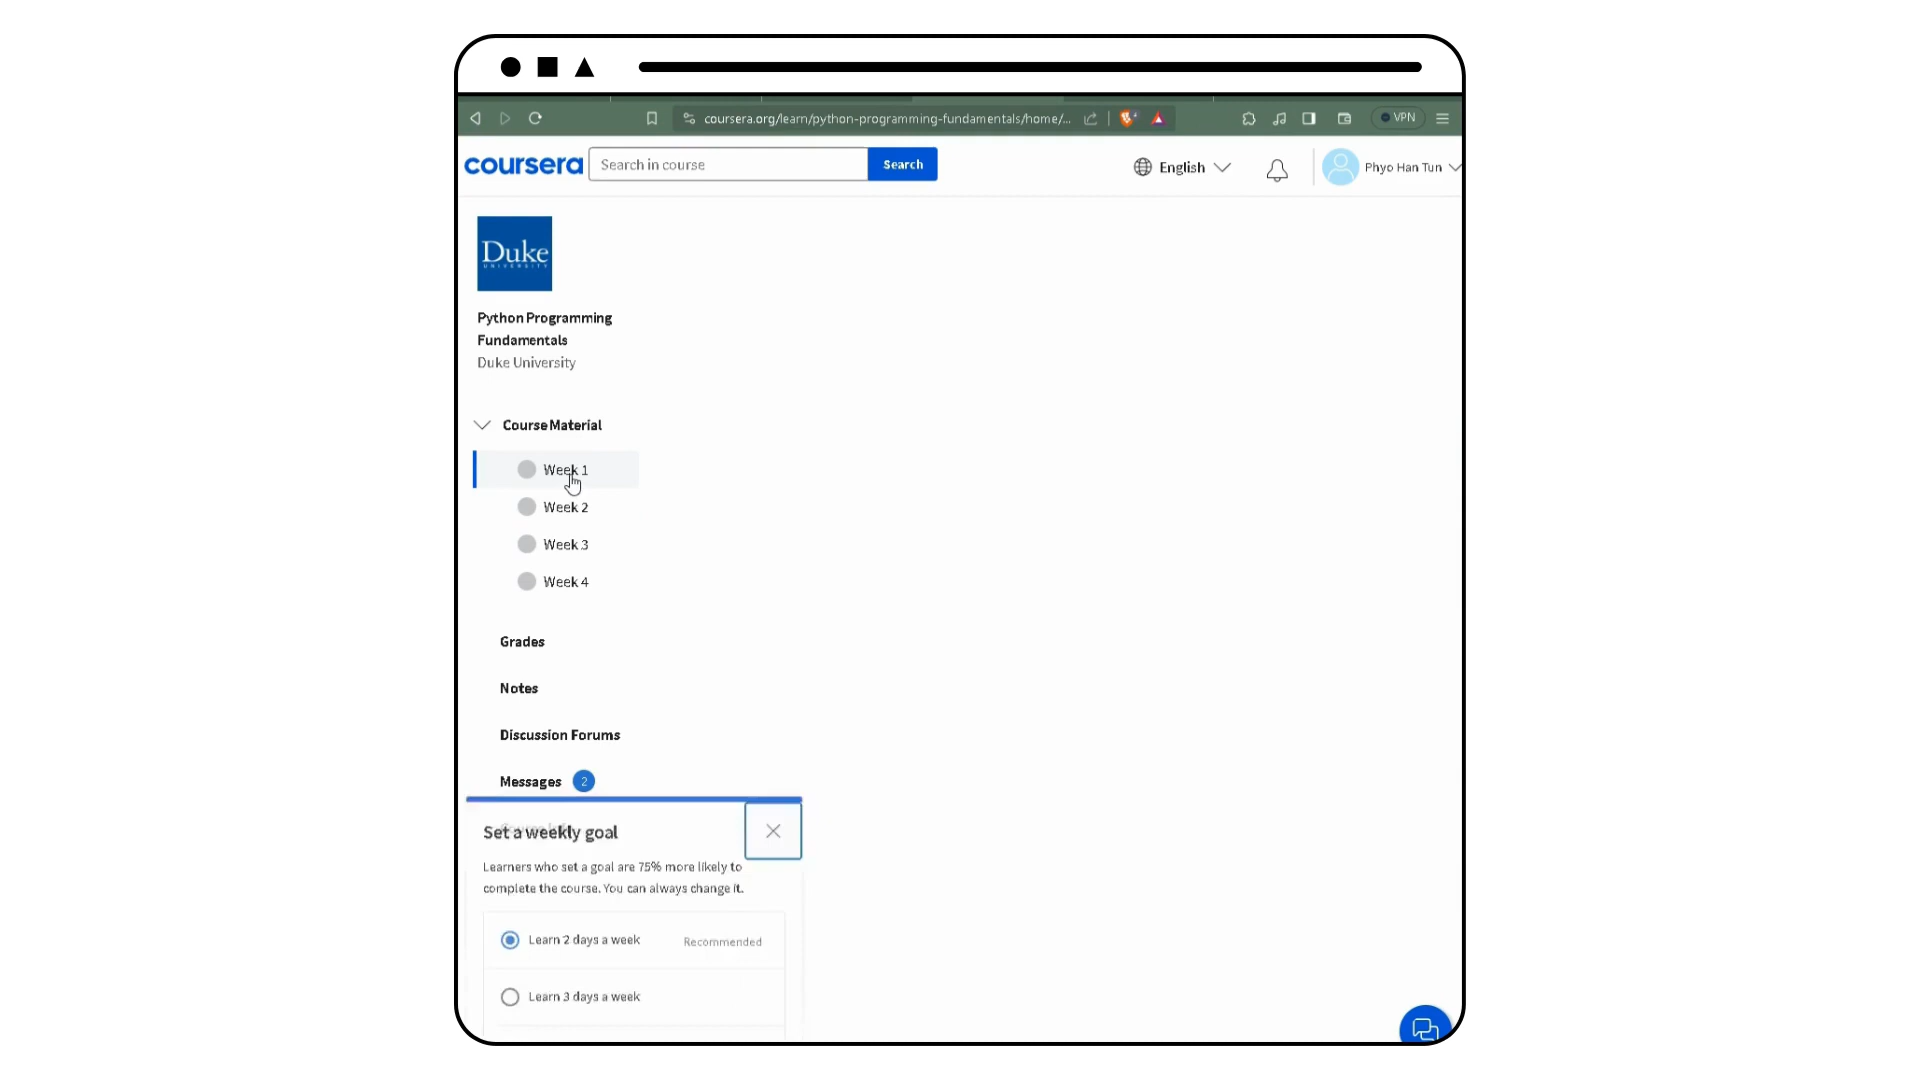 coursera.org/learn/python-programming-fundamentals/home/...
VPN
coursera
Search in course
Search
English
Phyo Han Tun
Duke
UNIVERSITY
Python Programming
Fundamentals
Duke University
Course Material
Week 1
Week 2
Week 3
Week 4
Grades
Notes
Discussion Forums
Messages 2
Set a weekly goal
Learners who set a goal are 75% more likely to
complete the course. You can always change it.
Learn 2 days a week Recommended
Learn 3 days a week